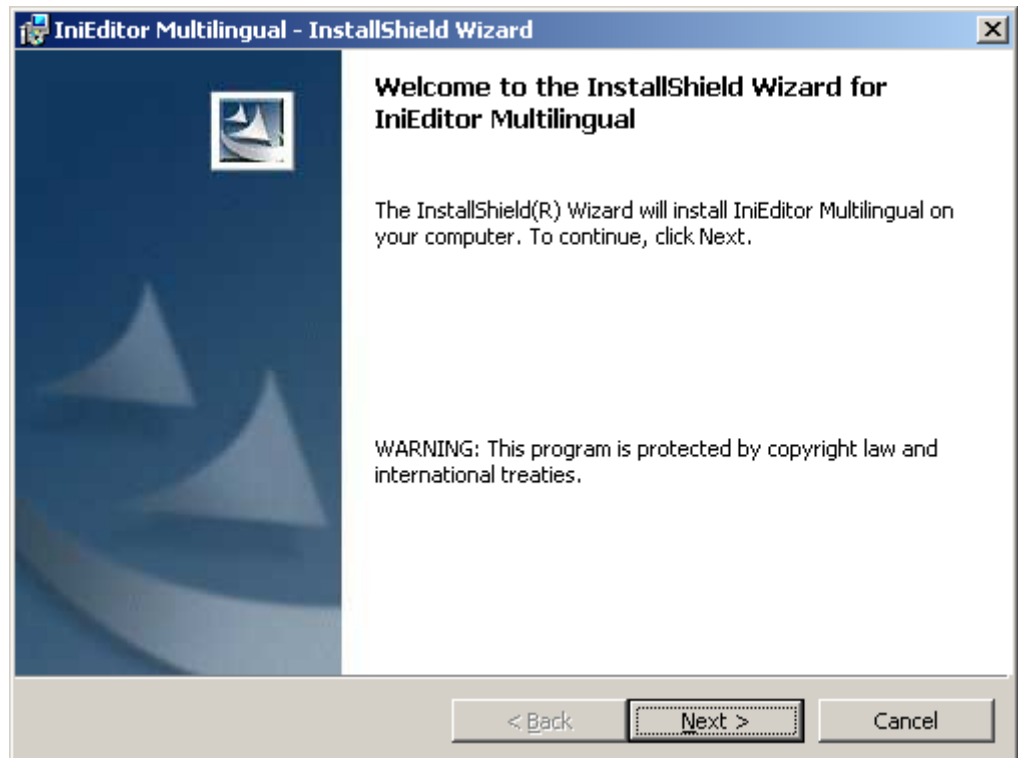 IniEditor Multilingual - InstallShield Wizard
Welcome to the InstallShield Wizard for
IniEditor Multilingual
The InstallShield(R) Wizard will install IniEditor Multilingual on
your computer. To continue, click Next.
WARNING: This program is protected by copyright law and
international treaties.
< Back
Next >
Cancel